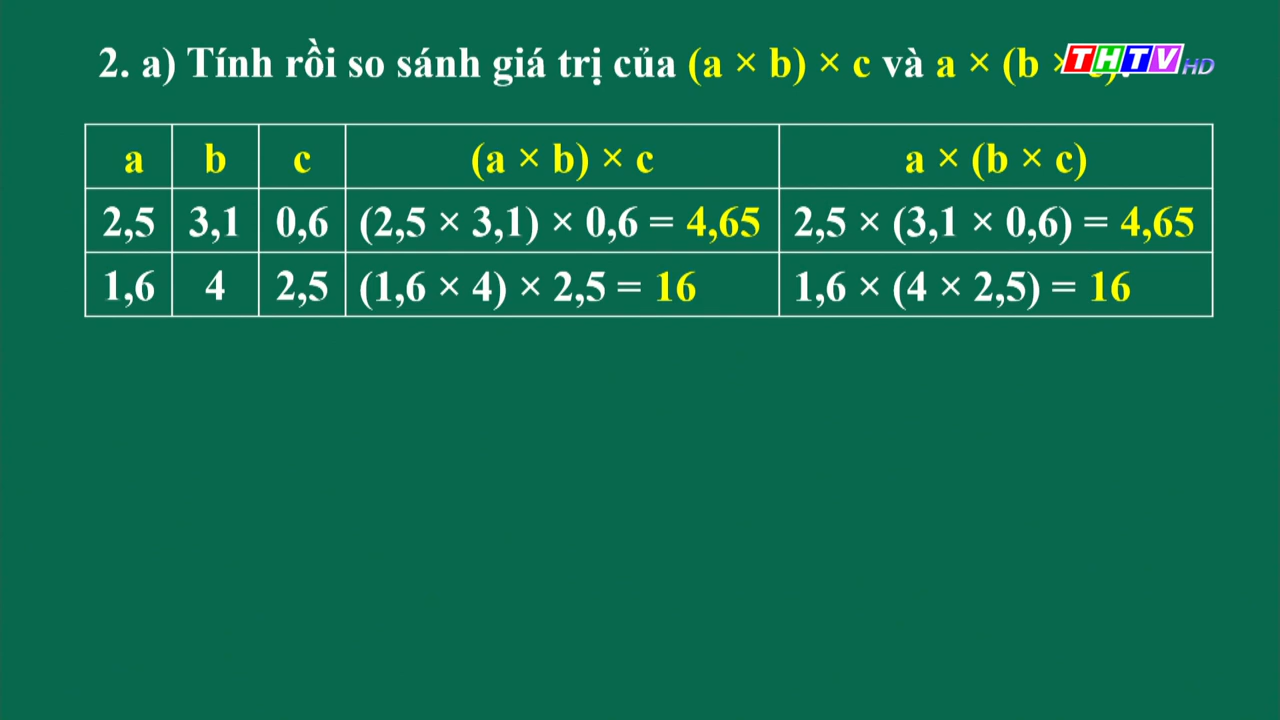 2. a) Tính rồi so sánh giá trị của (a × b) × c và a × (b × c).
THTV HD
a b c (a × b) × c a × (b × c)
2,5 3,1 0,6 (2,5 × 3,1) × 0,6 = 4,65 2,5 × (3,1 × 0,6) = 4,65
1,6 4 2,5 (1,6 × 4) × 2,5 = 16 1,6 × (4 × 2,5) = 16